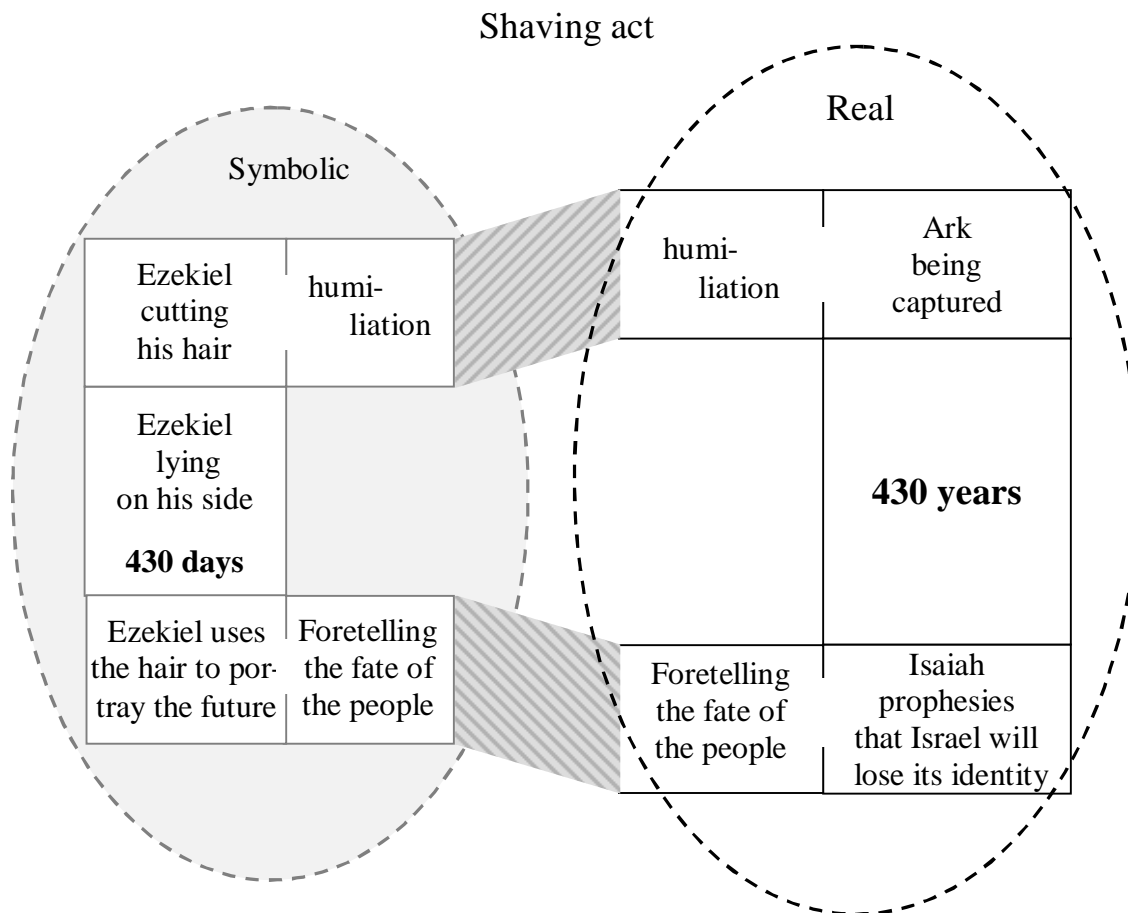 Shaving act
Symbolic
Real
Ezekiel
cutting
his hair
humi-
liation
humi-
liation
Ark
being
captured
Ezekiel
lying
on his side
430 days
430 years
Ezekiel uses
the hair to por-
tray the future
Foretelling
the fate of
the people
Foretelling
the fate of
the people
Isaiah
prophesies
that Israel will
lose its identity